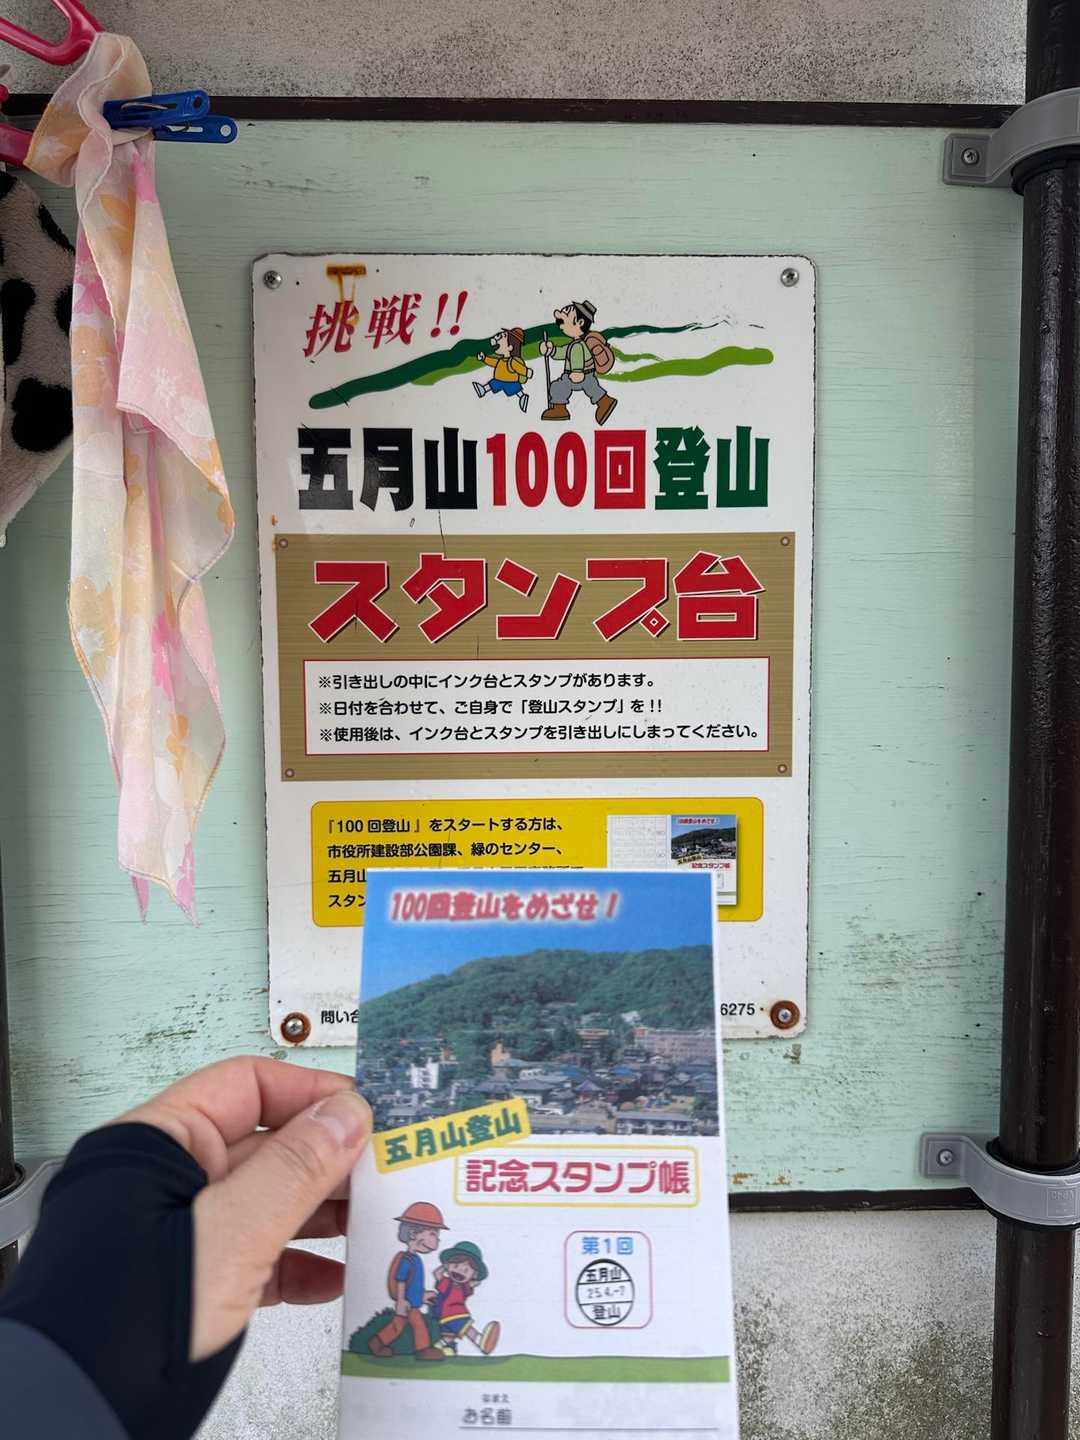 挑戦!!
五月山100回登山
スタンプ台
※引き出しの中にインク台とスタンプがあります。
※日付を合わせて、ご自身で「登山スタンプ」を!!
※使用後は、インク台とスタンプを引き出しにしまってください。
『100回登山』をスタートする方は、
市役所建設部公園課、緑のセンター、
五月山
スタン
問い合
6275
100回登山をめざせ!
五月山登山
記念スタンプ帳
第1回
五月山
25.4.-7
登山
なまえ
お名前